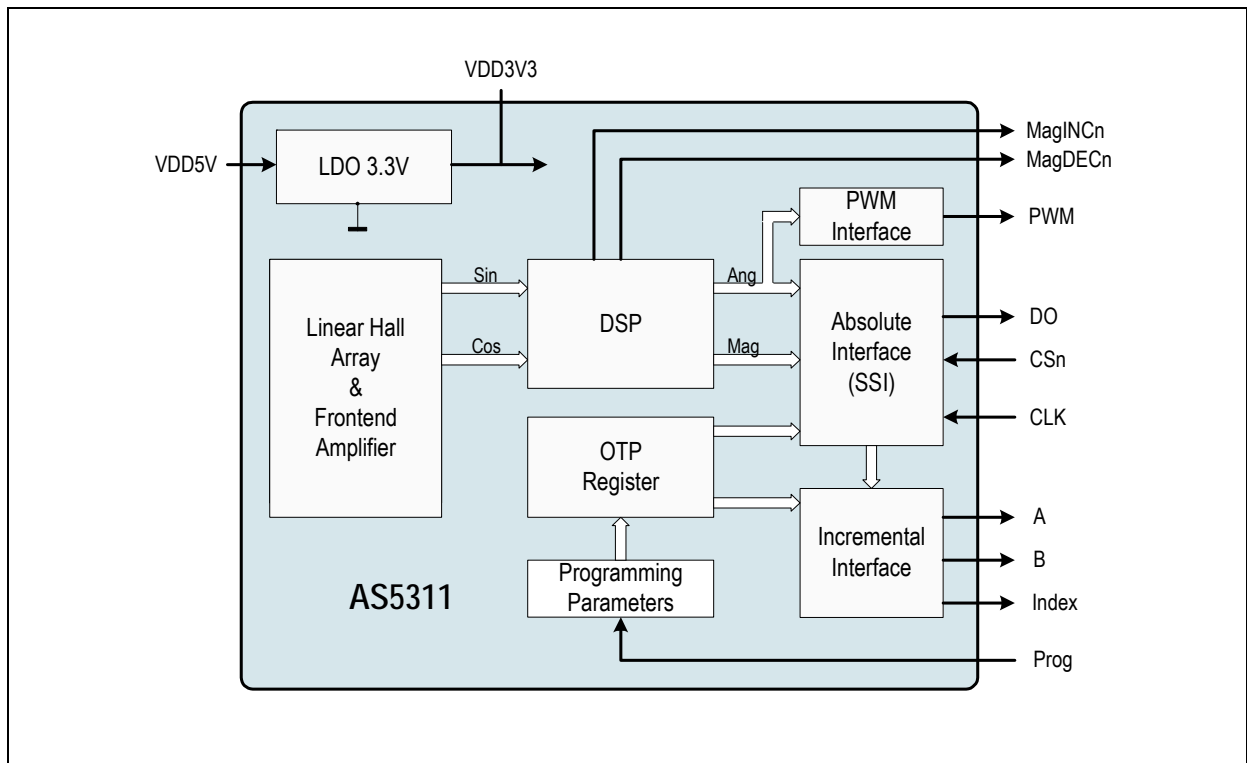 VDD3V3
VDD5V
LDO 3.3V
MagINCn
MagDECn
PWM
Interface
PWM
Linear Hall
Array
&
Frontend
Amplifier
Sin
Cos
DSP
Ang
Mag
Absolute
Interface
(SSI)
DO
CSn
CLK
OTP
Register
Incremental
Interface
A
B
Index
Programming
Parameters
AS5311
Prog